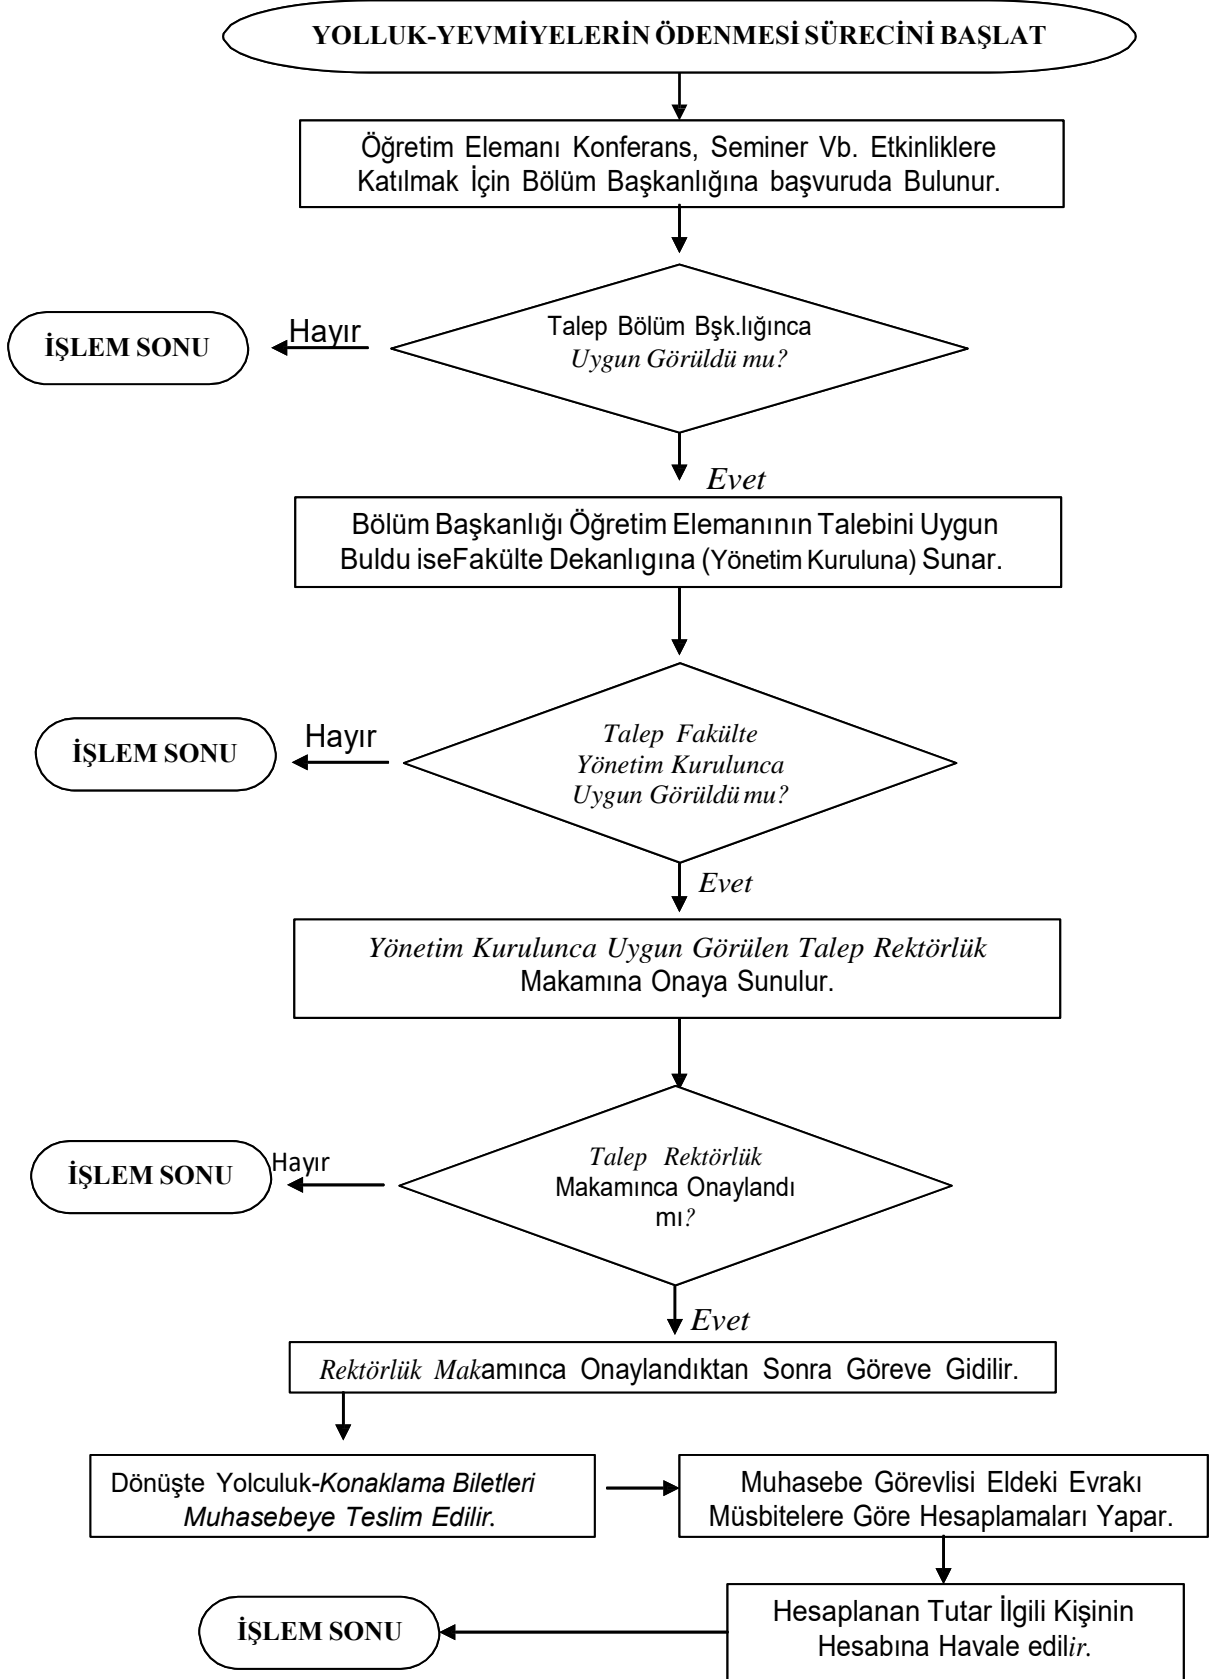 YOLLUK-YEVMİYELERİN ÖDENMESİ SÜRECİNİ BAŞLAT
Öğretim Elemanı Konferans, Seminer Vb. Etkinliklere
Katılmak İçin Bölüm Başkanlığına başvuruda Bulunur.
Talep Bölüm Bşk.lığınca
Uygun Görüldü mu?
Hayır
İŞLEM SONU
Evet
Bölüm Başkanlığı Öğretim Elemanının Talebini Uygun
Buldu iseFakülte Dekanlıgına (Yönetim Kuruluna) Sunar.
Talep Fakülte
Yönetim Kurulunca
Uygun Görüldü mu?
Hayır
İŞLEM SONU
Evet
Yönetim Kurulunca Uygun Görülen Talep Rektörlük
Makamına Onaya Sunulur.
Talep Rektörlük
Makamınca Onaylandı
mı?
Hayır
İŞLEM SONU
Evet
Rektörlük Makamınca Onaylandıktan Sonra Göreve Gidilir.
Dönüşte Yolculuk-Konaklama Biletleri
Muhasebeye Teslim Edilir.
Muhasebe Görevlisi Eldeki Evrakı
Müsbitelere Göre Hesaplamaları Yapar.
Hesaplanan Tutar İlgili Kişinin
Hesabına Havale edilir.
İŞLEM SONU